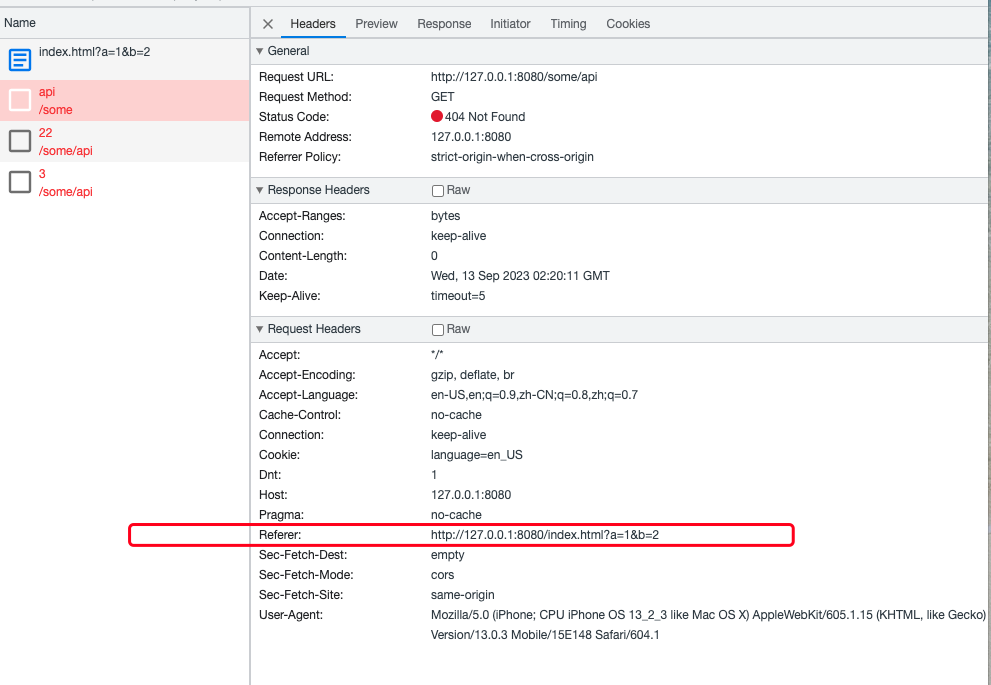 Name
index.html?a=1&b=2
api
/some
22
/some/api
3
/some/api
Headers Preview Response Initiator Timing Cookies
General
Request URL: http://127.0.0.1:8080/some/api
Request Method: GET
Status Code: 404 Not Found
Remote Address: 127.0.0.1:8080
Referrer Policy: strict-origin-when-cross-origin
Response Headers Raw
Accept-Ranges: bytes
Connection: keep-alive
Content-Length: 0
Date: Wed, 13 Sep 2023 02:20:11 GMT
Keep-Alive: timeout=5
Request Headers Raw
Accept: */*
Accept-Encoding: gzip, deflate, br
Accept-Language: en-US,en;q=0.9,zh-CN;q=0.8,zh;q=0.7
Cache-Control: no-cache
Connection: keep-alive
Cookie: language=en_US
Dnt: 1
Host: 127.0.0.1:8080
Pragma: no-cache
Referer: http://127.0.0.1:8080/index.html?a=1&b=2
Sec-Fetch-Dest: empty
Sec-Fetch-Mode: cors
Sec-Fetch-Site: same-origin
User-Agent: Mozilla/5.0 (iPhone; CPU iPhone OS 13_2_3 like Mac OS X) AppleWebKit/605.1.15 (KHTML, like Gecko)
Version/13.0.3 Mobile/15E148 Safari/604.1